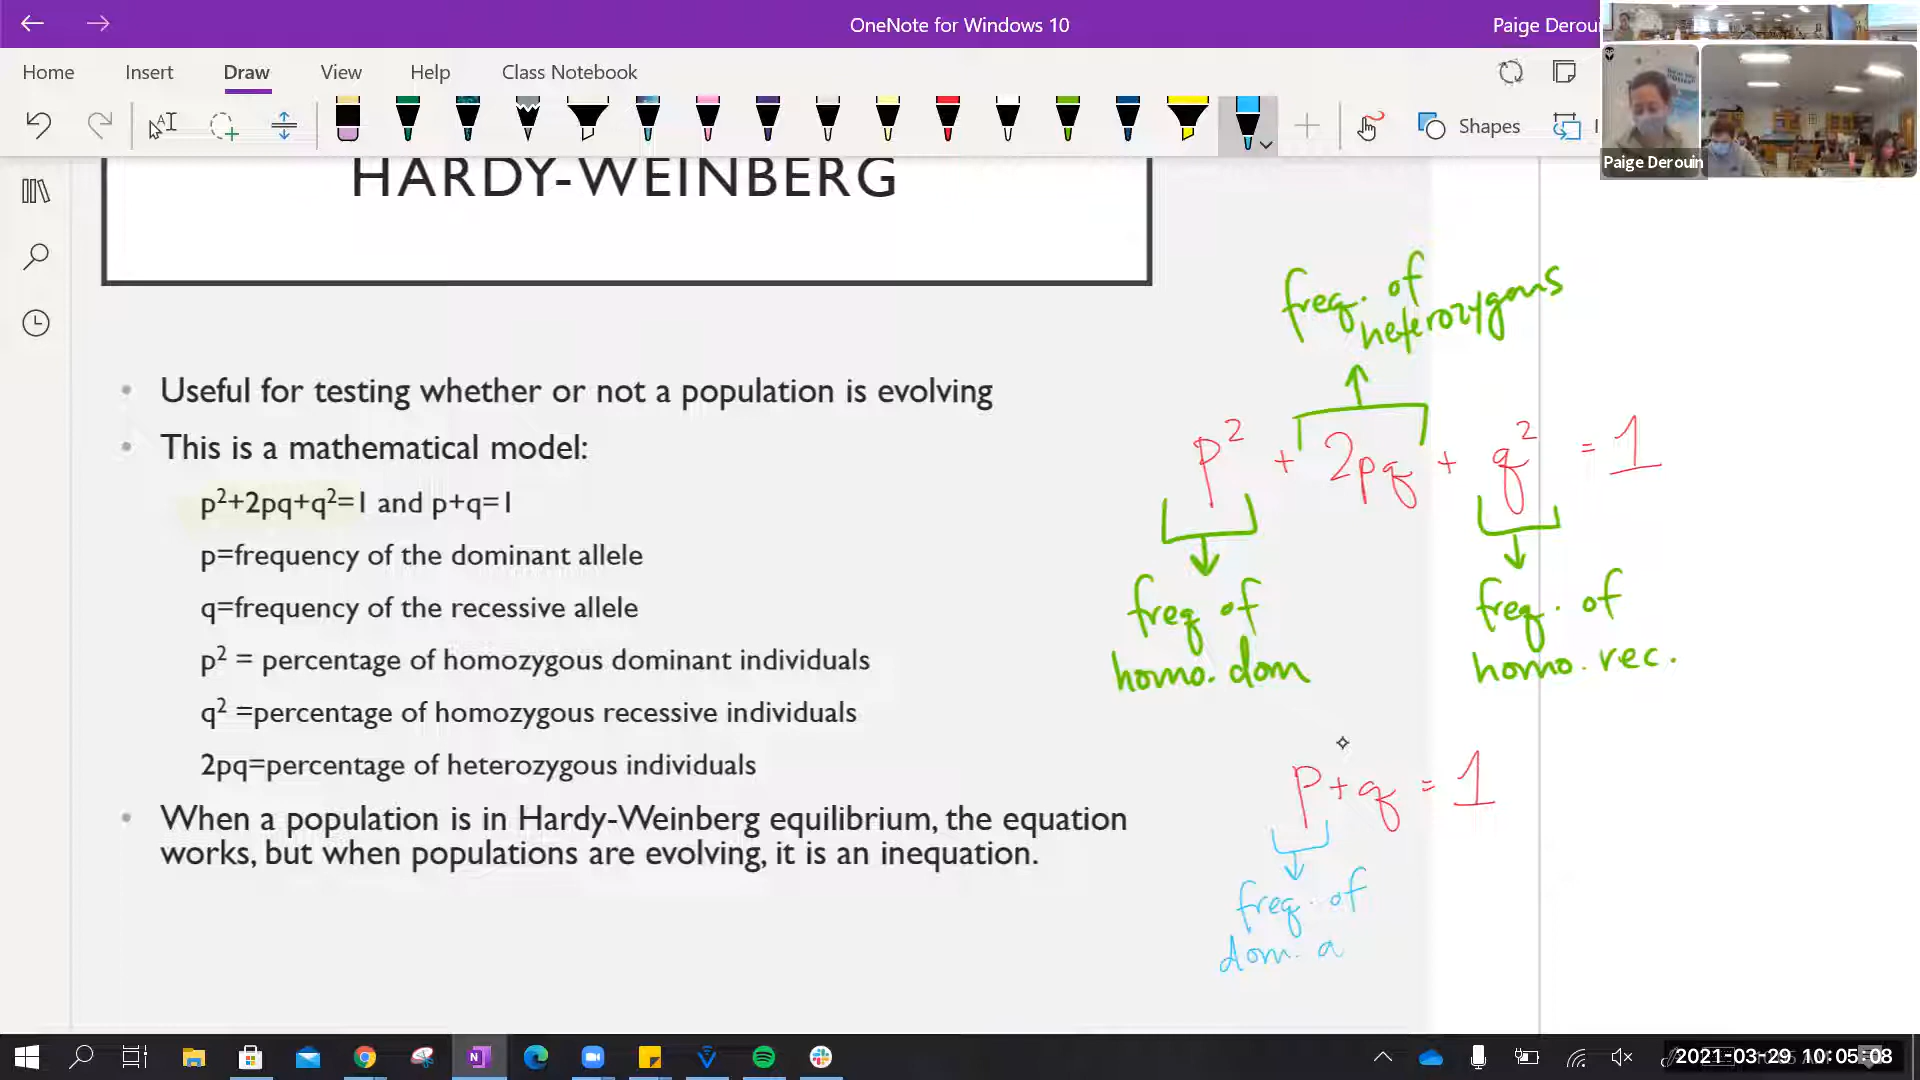 OneNote for Windows 10
Paige Derouin
Home Insert Draw View Help Class Notebook
Shapes
Paige Derouin
HARDY-WEINBERG
Useful for testing whether or not a population is evolving
This is a mathematical model:
p²+2pq+q²=1 and p+q=1
p=frequency of the dominant allele
q=frequency of the recessive allele
p² = percentage of homozygous dominant individuals
q² =percentage of homozygous recessive individuals
2pq=percentage of heterozygous individuals
When a population is in Hardy-Weinberg equilibrium, the equation
works, but when populations are evolving, it is an inequation.
freq. of
heterozygous
p² + 2pq + q² = 1
freq of
homo. dom
freq. of
homo. rec.
p+q = 1
freq. of
dom. a
2021-03-29 10:05:08